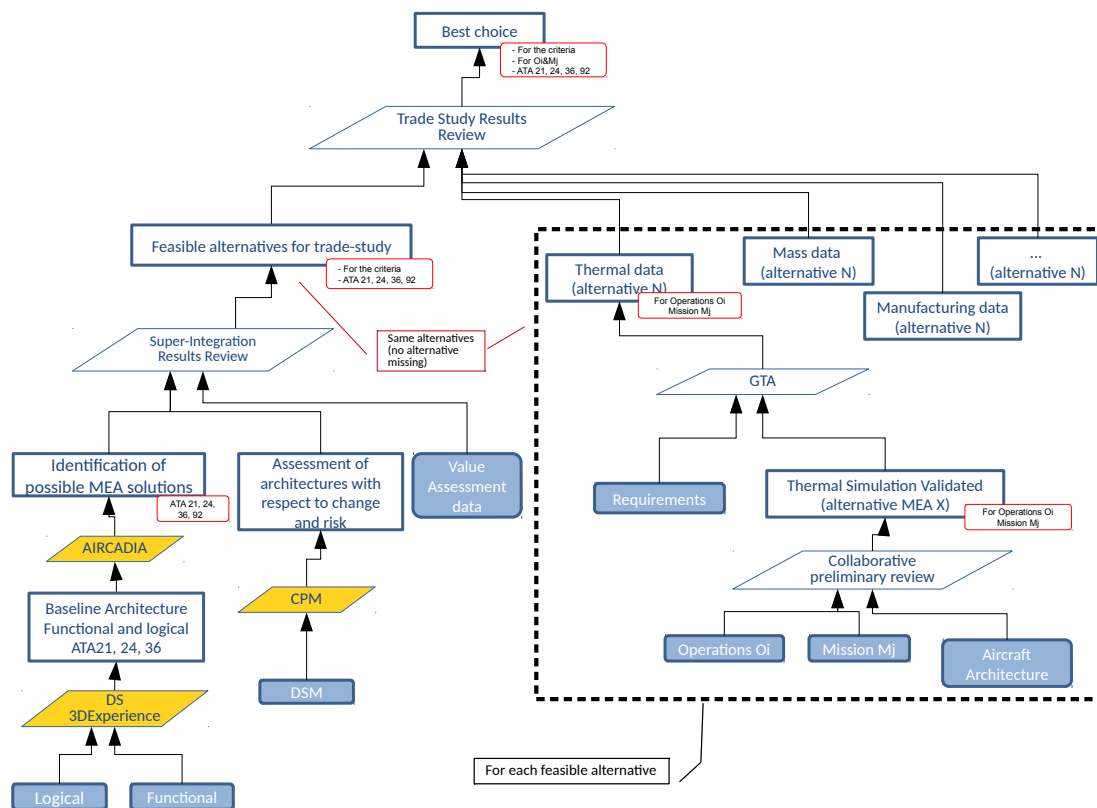 Best choice
- For the criteria
- For Oi&Mj
- ATA 21, 24, 36, 92
Trade Study Results
Review
Feasible alternatives for trade-study
- For the criteria
- ATA 21, 24, 36, 92
Mass data
(alternative N)
...
(alternative N)
Thermal data
(alternative N)
For Operations Oi
Mission Mj
Manufacturing data
(alternative N)
Super-Integration
Results Review
Same alternatives
(no alternative
missing)
GTA
Identification of
possible MEA solutions
ATA 21, 24,
36, 92
Assessment of
architectures with
respect to change
and risk
Value
Assessment
data
Requirements
Thermal Simulation Validated
(alternative MEA X)
For Operations Oi
Mission Mj
AIRCADIA
Collaborative
preliminary review
CPM
Baseline Architecture
Functional and logical
ATA21, 24, 36
Operations Oi
Mission Mj
Aircraft
Architecture
DSM
DS
3DExperience
For each feasible alternative
Logical
Functional